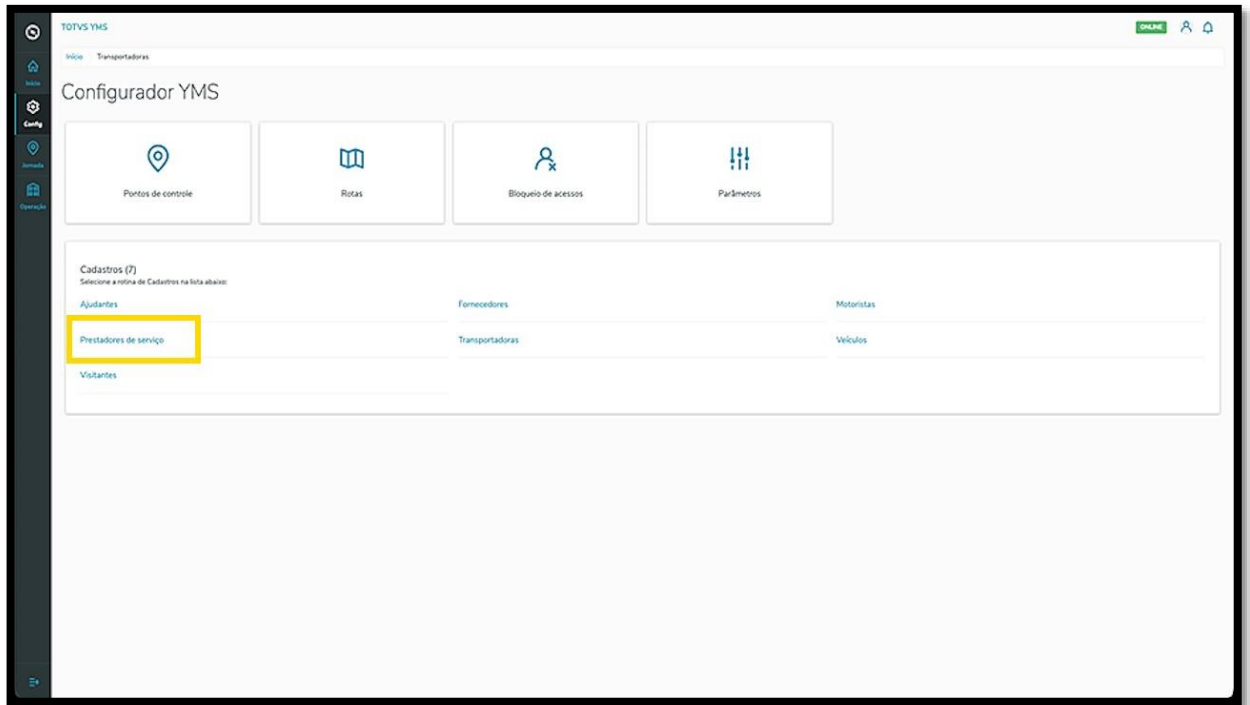 TOTVS YMS
ONLINE
Início Transportadoras
Início
Configurador YMS
Config
Jornada
Operação
Pontos de controle
Rotas
Bloqueio de acessos
Parâmetros
Cadastros (7)
Selecione a rotina de Cadastros na lista abaixo:
Ajudantes
Fornecedores
Motoristas
Prestadores de serviço
Transportadoras
Veículos
Visitantes